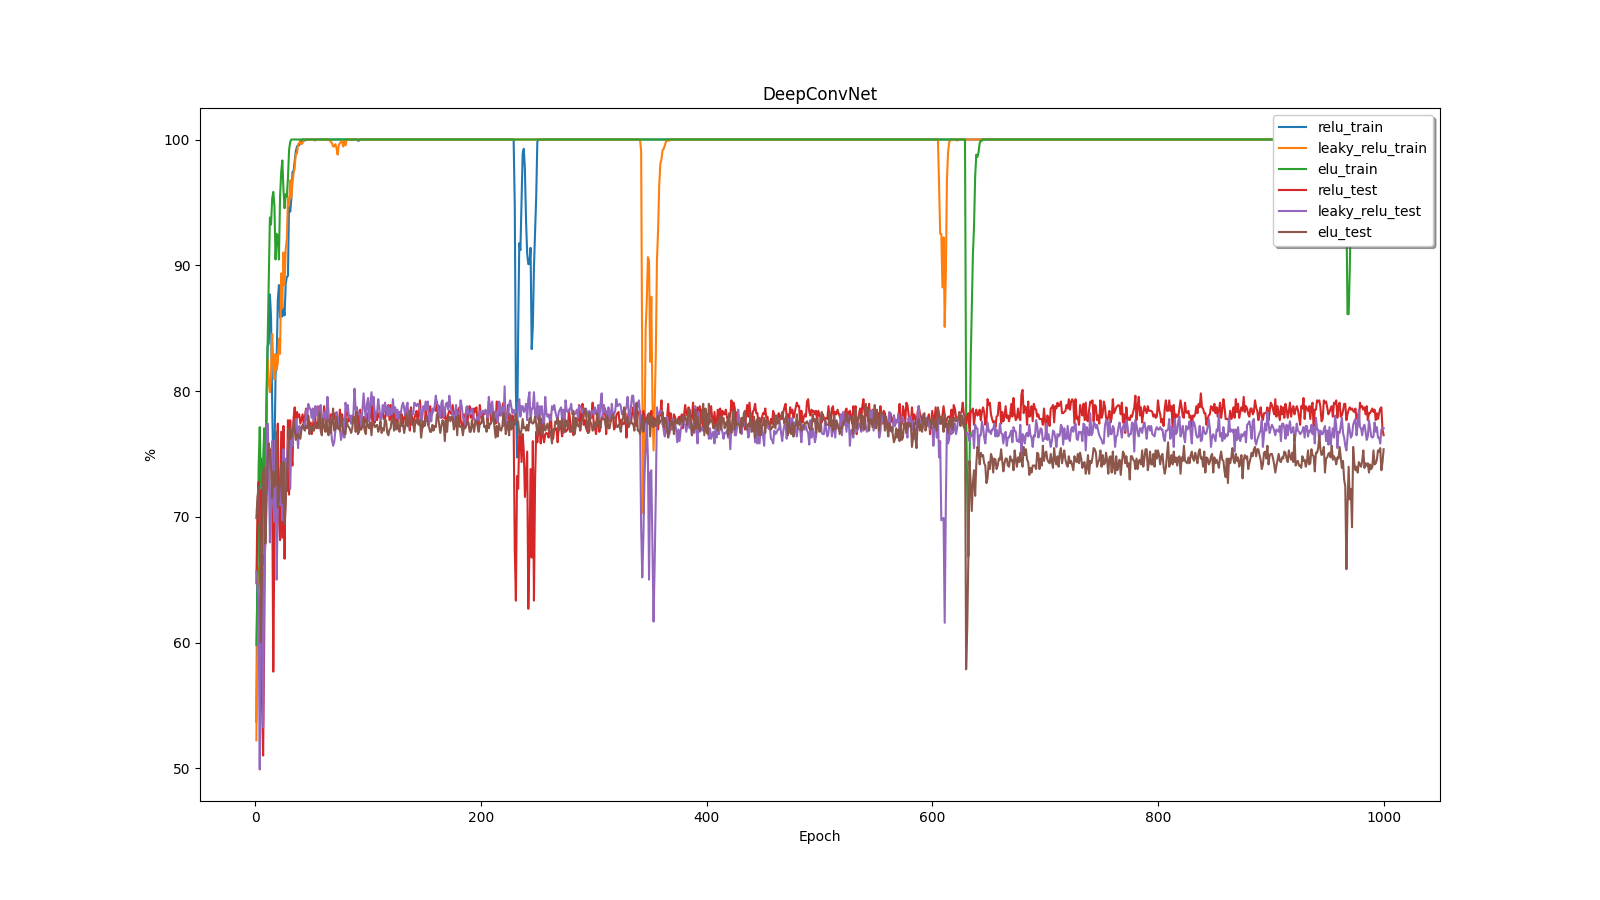 DeepConvNet
100
90
80
70
60
50
%
0
200
400
600
800
1000
Epoch
relu_train
leaky_relu_train
elu_train
relu_test
leaky_relu_test
elu_test